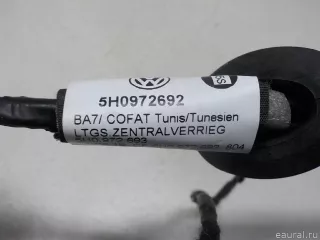 5H0972692
BA7/ COFAT Tunis/Tunesien
LTGS.ZENTRALVERRIEG
eaural.ru